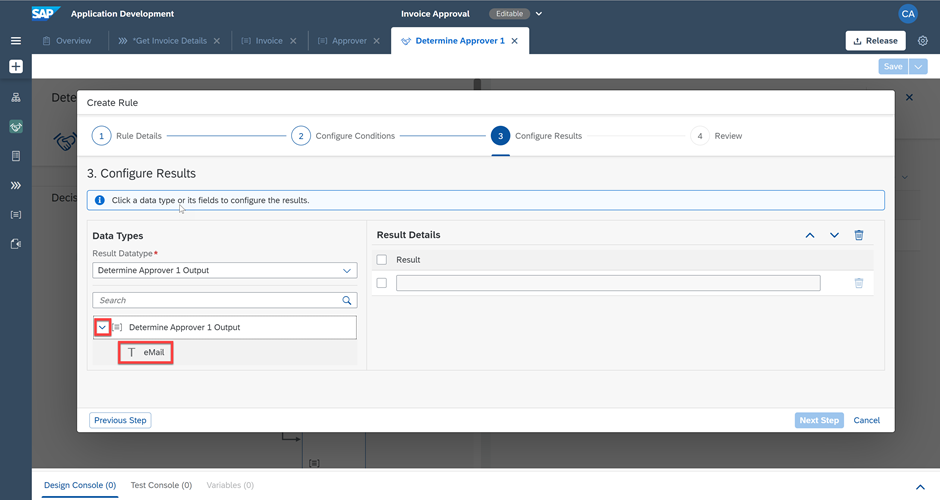 SAP Application Development Invoice Approval Editable CA
Overview *Get Invoice Details Invoice Approver Determine Approver 1 Release
Save
Dete
Create Rule
1 Rule Details 2 Configure Conditions 3 Configure Results 4 Review
3. Configure Results
Click a data type or its fields to configure the results.
Decis
Data Types
Result Datatype*
Determine Approver 1 Output
Search
Determine Approver 1 Output
T eMail
Result Details
Result
Previous Step Next Step Cancel
Design Console (0) Test Console (0) Variables (0)